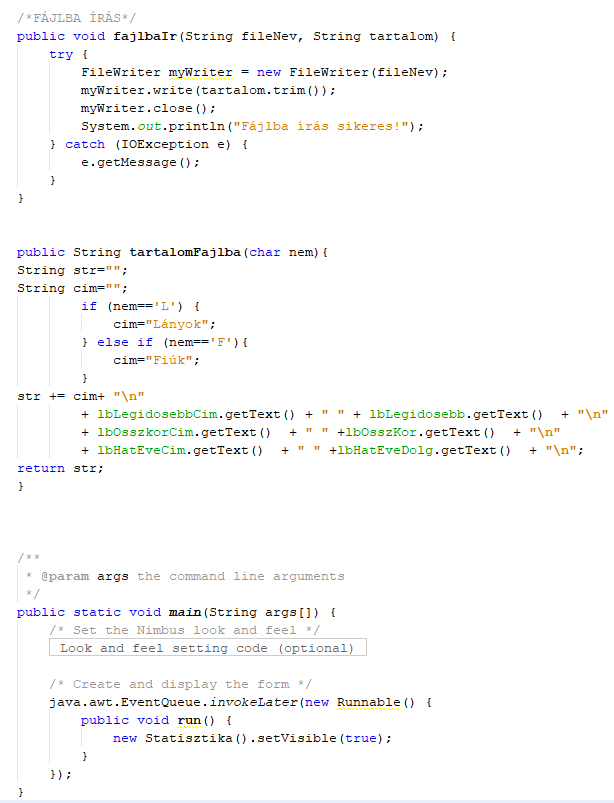 /*FÁJLBA ÍRÁS*/
public void fajlbaIr(String fileNev, String tartalom) {
    try {
        FileWriter myWriter = new FileWriter(fileNev);
        myWriter.write(tartalom.trim());
        myWriter.close();
        System.out.println("Fájlba írás sikeres!");
    } catch (IOException e) {
        e.getMessage();
    }
}
public String tartalomFajlba(char nem){
String str="";
String cim="";
        if (nem=='L') {
            cim="Lányok";
        } else if (nem=='F'){
            cim="Fiúk";
        }
str += cim+ "\n"
        + lbLegidosebbCim.getText() + " " + lbLegidosebb.getText()  + "\n"
        + lbOsszkorCim.getText()  + " " +lbOsszKor.getText()  + "\n"
        + lbHatEveCim.getText()  + " " +lbHatEveDolg.getText()  + "\n";
return str;
}
/**
 * @param args the command line arguments
 */
public static void main(String args[]) {
    /* Set the Nimbus look and feel */
    Look and feel setting code (optional)
    /* Create and display the form */
    java.awt.EventQueue.invokeLater(new Runnable() {
        public void run() {
            new Statisztika().setVisible(true);
        }
    });
}